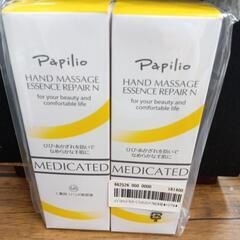 Papilio
HAND MASSAGE
ESSENCE REPAIR N
for your beauty and
comfortable life
ひび・あかぎれを防いで
なめらかな手肌に
MEDICATED
Papilio
HAND MASSAGE
ESSENCE REPAIR N
for your beauty and
comfortable life
ひび・あかぎれを防いで
なめらかな手肌に
MEDICATED
462526 000 0000